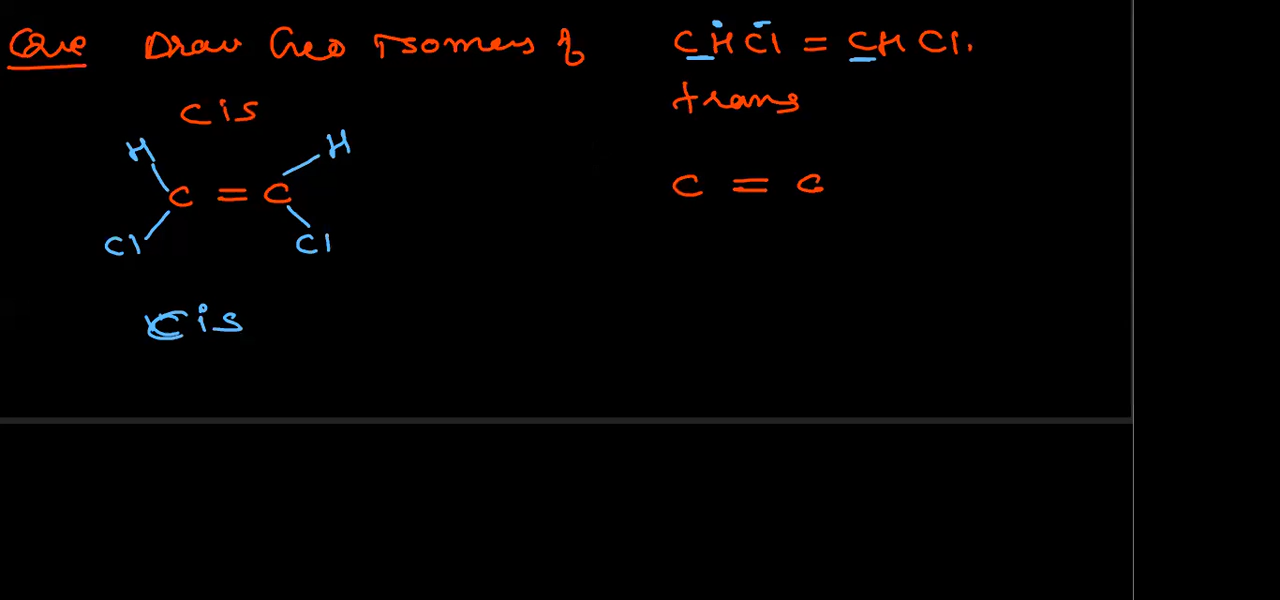 Que Draw Geo Isomers of CHCl = CHCl.
cis trans
H H
C = C C = C
Cl Cl
Cis